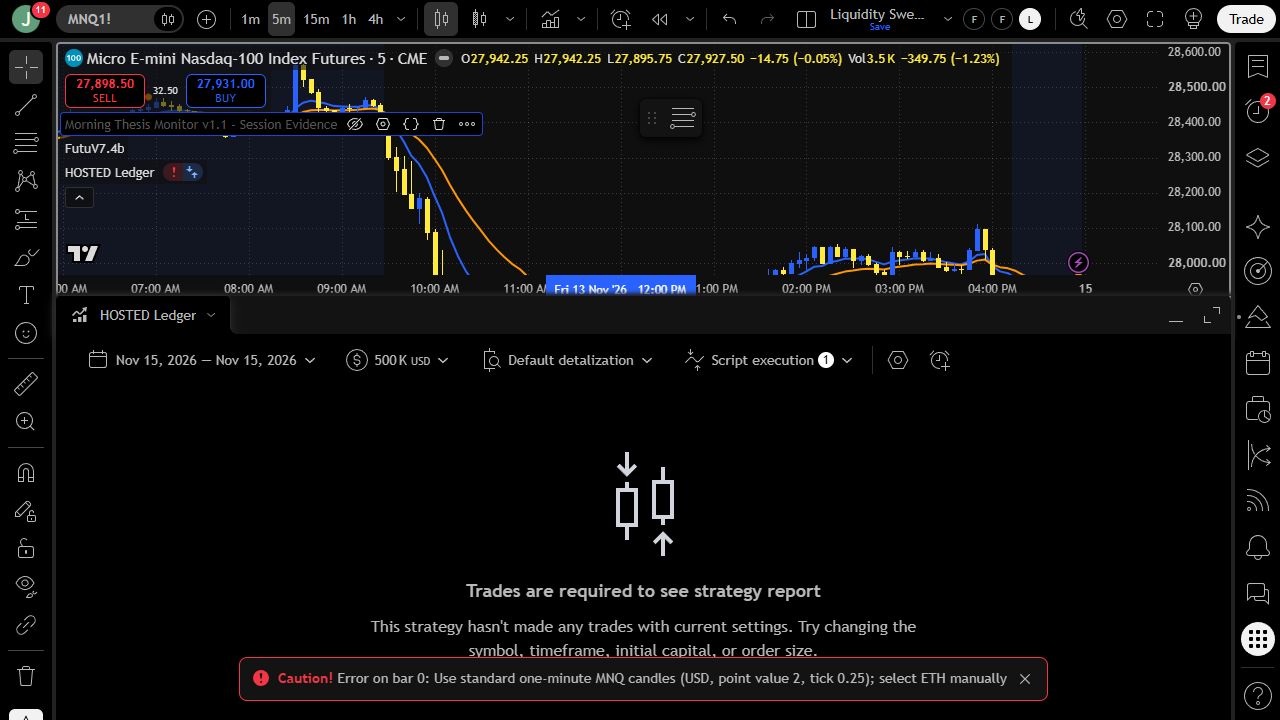 J 11 MNQ1! 1m 5m 15m 1h 4h Liquidity Swe... Save F F L Trade
100 Micro E-mini Nasdaq-100 Index Futures · 5 · CME O27,942.25 H27,942.25 L27,895.75 C27,927.50 −14.75 (−0.05%) Vol3.5K −349.75 (−1.23%)
27,898.50 SELL 32.50 27,931.00 BUY
Morning Thesis Monitor v1.1 - Session Evidence
FutuV7.4b
HOSTED Ledger !
28,600.00
28,500.00
28,400.00
28,300.00
28,200.00
28,100.00
28,000.00
2
07:00 AM 08:00 AM 09:00 AM 10:00 AM Fri 13 Nov '26 12:00 PM 02:00 PM 03:00 PM 04:00 PM 15
HOSTED Ledger
Nov 15, 2026 — Nov 15, 2026 $ 500 K USD Default detalization Script execution 1
Trades are required to see strategy report
This strategy hasn't made any trades with current settings. Try changing the
symbol, timeframe, initial capital, or order size.
! Caution! Error on bar 0: Use standard one-minute MNQ candles (USD, point value 2, tick 0.25); select ETH manually